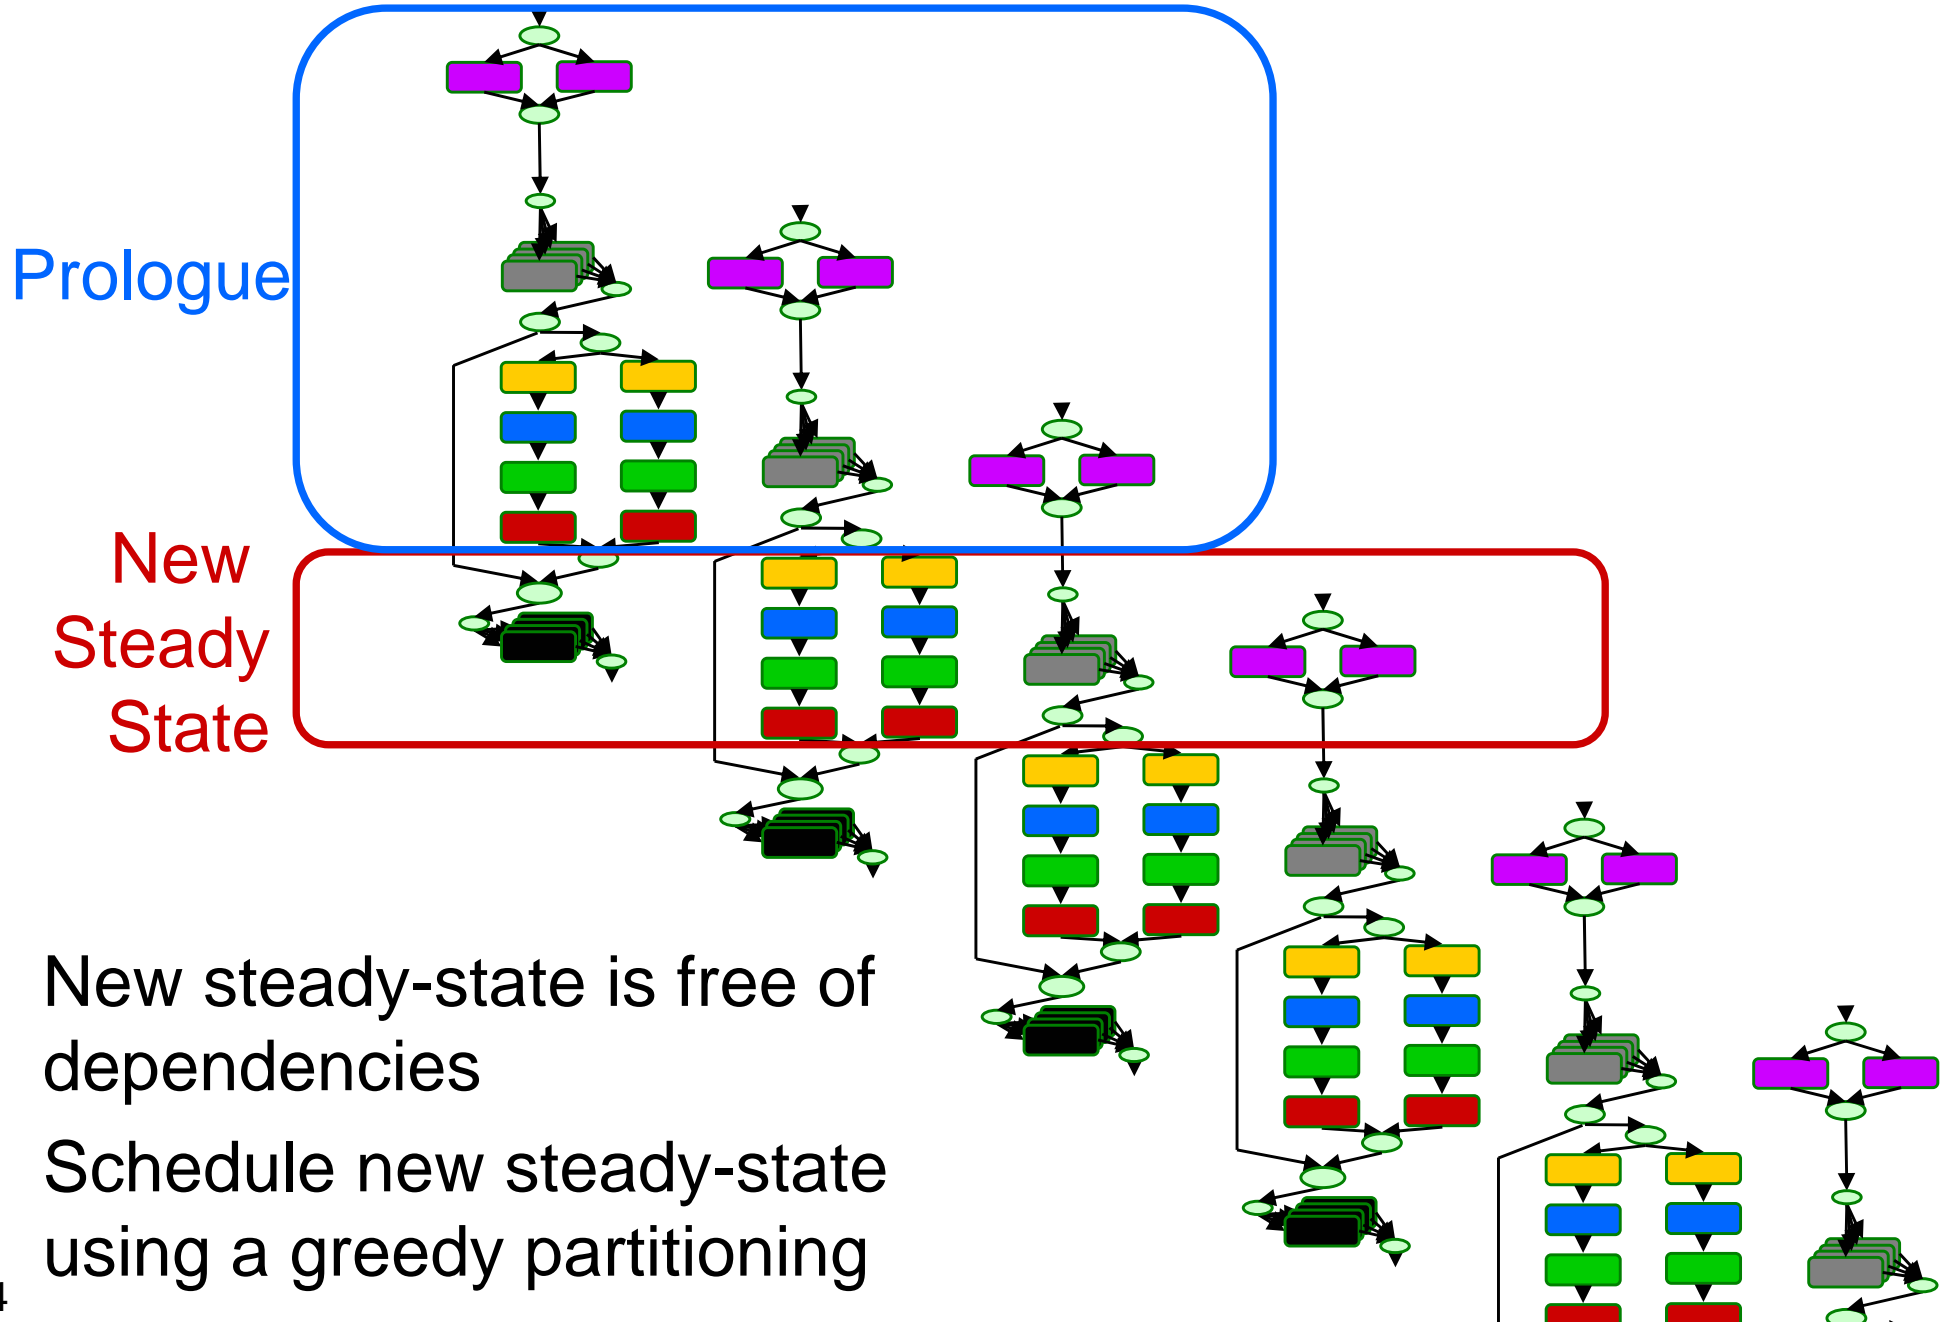 Prologue
New
Steady
State
New steady-state is free of
dependencies
Schedule new steady-state
using a greedy partitioning